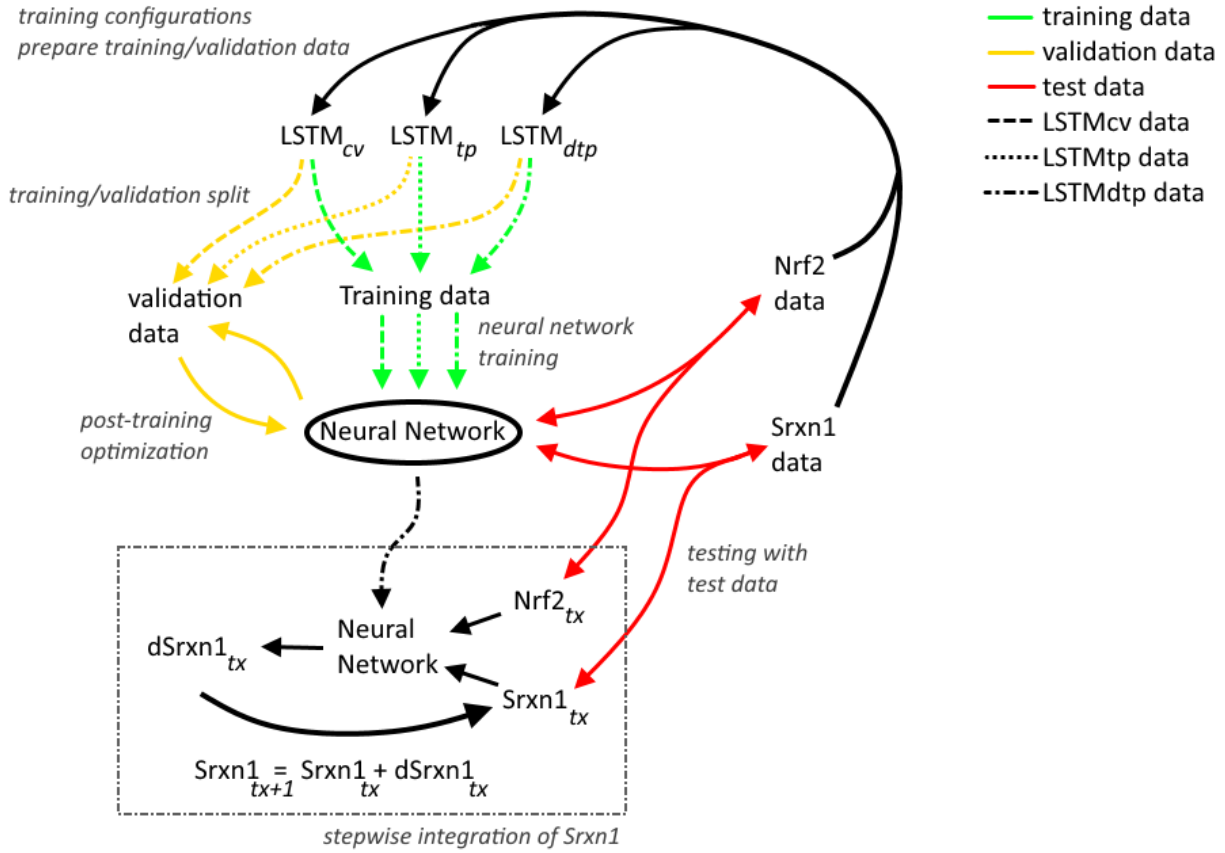 training configurations
prepare training/validation data
training data
validation data
test data
LSTMcv data
LSTMtp data
LSTMdtp data
LSTMcv LSTMtp LSTMdtp
training/validation split
Nrf2
data
validation
data
Training data
neural network
training
post-training
optimization
Neural Network
Srxn1
data
testing with
test data
Nrf2tx
Neural
Network
dSrxn1tx
Srxn1tx
Srxn1tx+1 = Srxn1tx + dSrxn1tx
stepwise integration of Srxn1